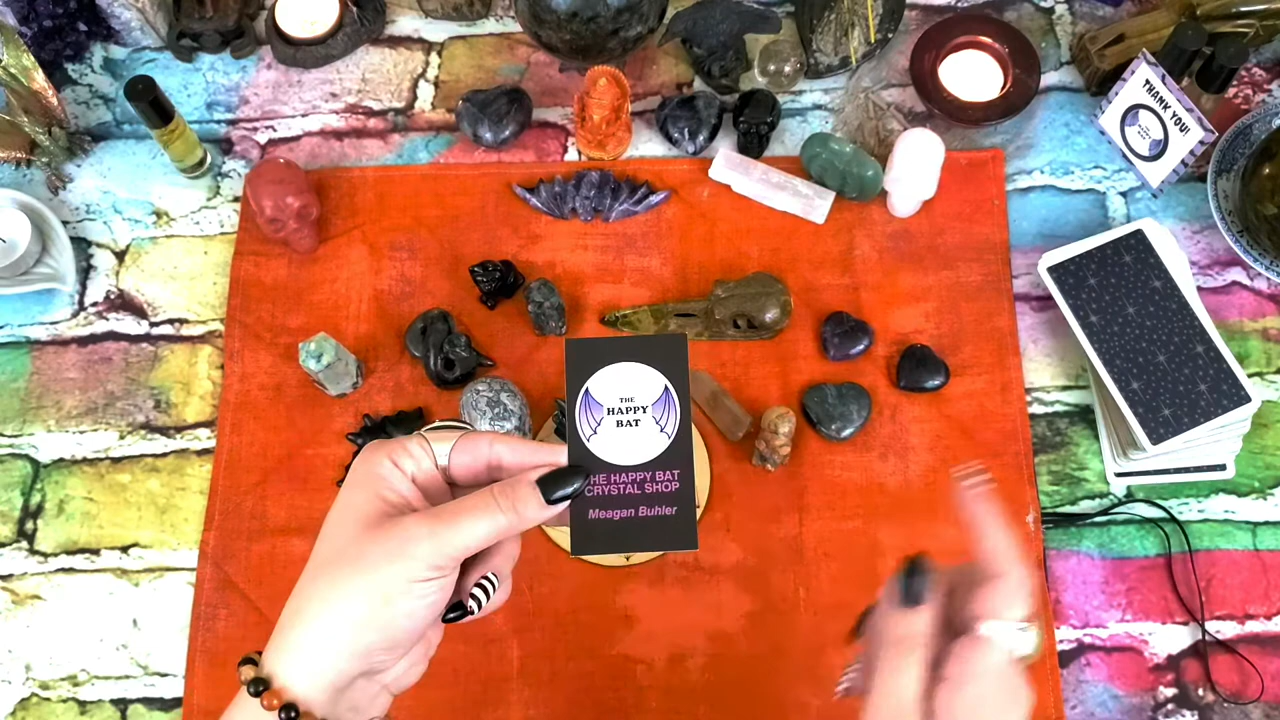 THANK YOU!
THE
HAPPY
BAT
THE HAPPY BAT
CRYSTAL SHOP
Meagan Buhler